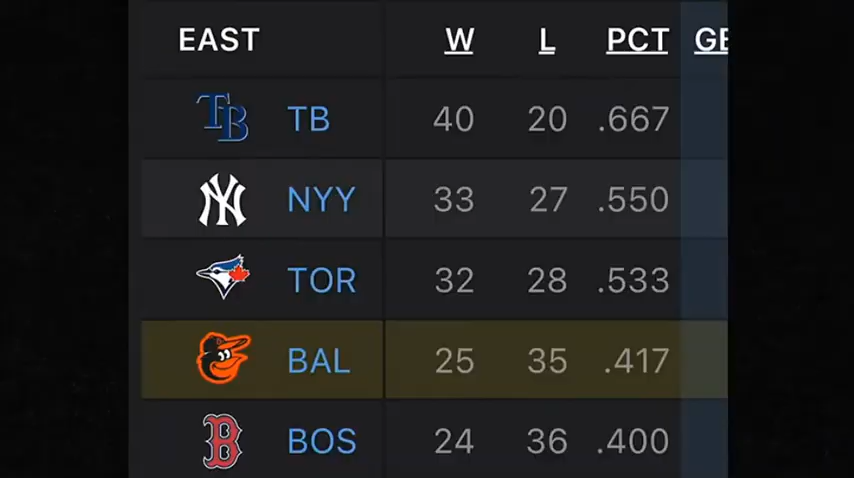 EAST W L PCT GB
TB 40 20 .667
NYY 33 27 .550
TOR 32 28 .533
BAL 25 35 .417
BOS 24 36 .400